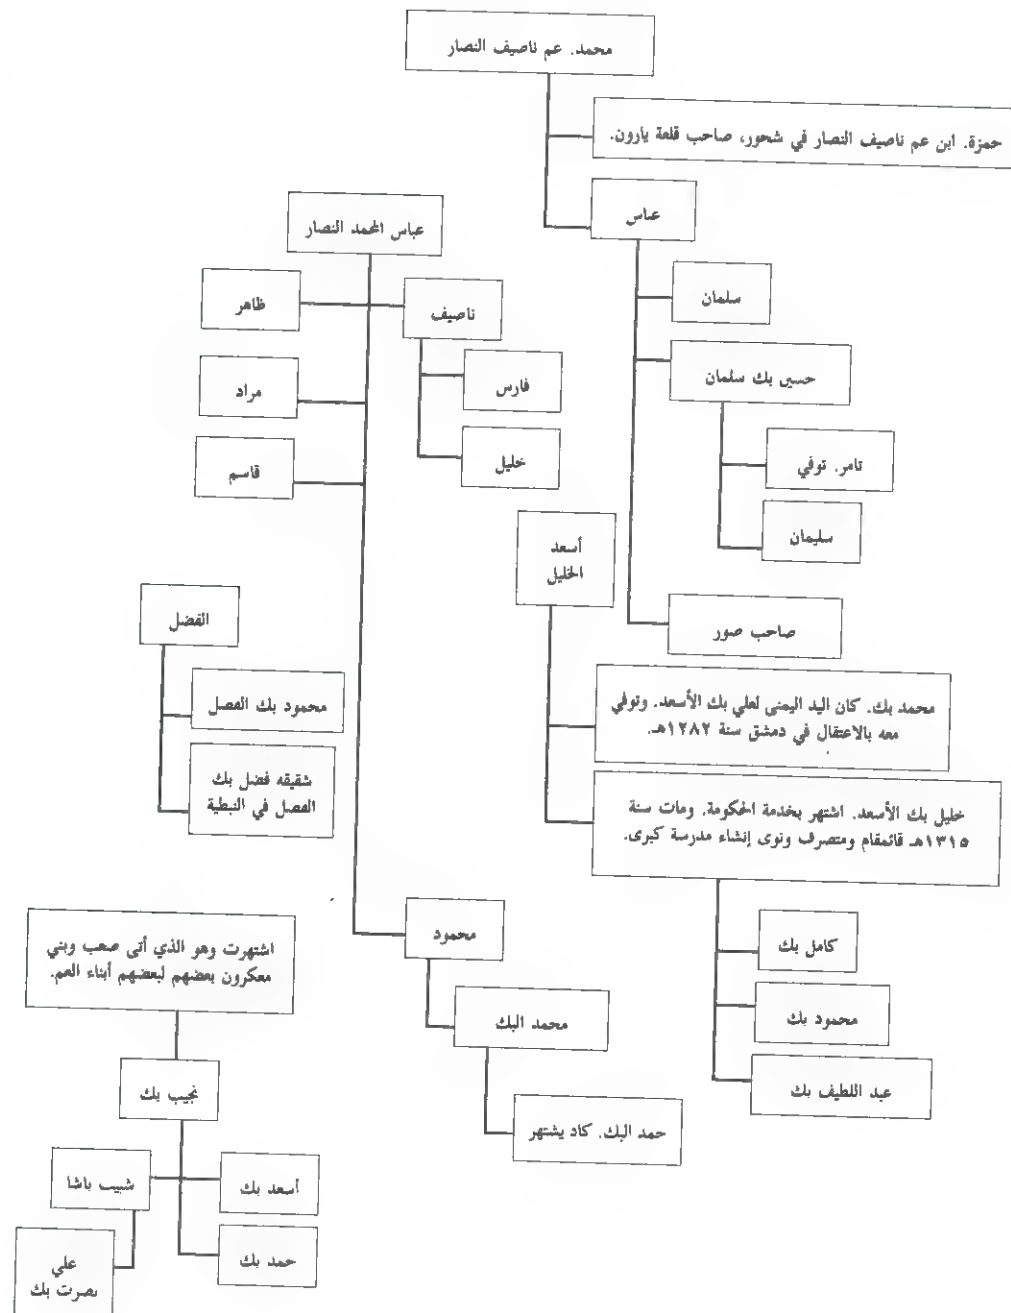 محمد. عم ناصيف النصار
حمزة. ابن عم ناصيف النصار في شحور، صاحب قلعة يارون.
عباس
سلمان
حسين بك سلمان
تامر. توفي
سليمان
صاحب صور
عباس المحمد النصار
ظاهر
ناصيف
فارس
خليل
مراد
قاسم
أسعد
الخليل
محمد بك. كان اليد اليمنى لعلي بك الأسعد. وتوفي
معه بالاعتقال في دمشق سنة ١٢٨٢هـ.
خليل بك الأسعد. اشتهر بخدمة الحكومة. ومات سنة
١٣١٥هـ قائمقام ومتصرف ونوى إنشاء مدرسة كبرى.
كامل بك
محمود بك
عبد اللطيف بك
الفضل
محمود بك الفصل
شقيقه فضل بك
الفصل في النبطية
محمود
محمد البك
حمد البك. كاد يشتهر
اشتهرت وهو الذي أتى صعب وبني
معكرون بعضهم لبعضهم أبناء العم.
نجيب بك
أسعد بك
شبيب باشا
حمد بك
علي
نصرت بك